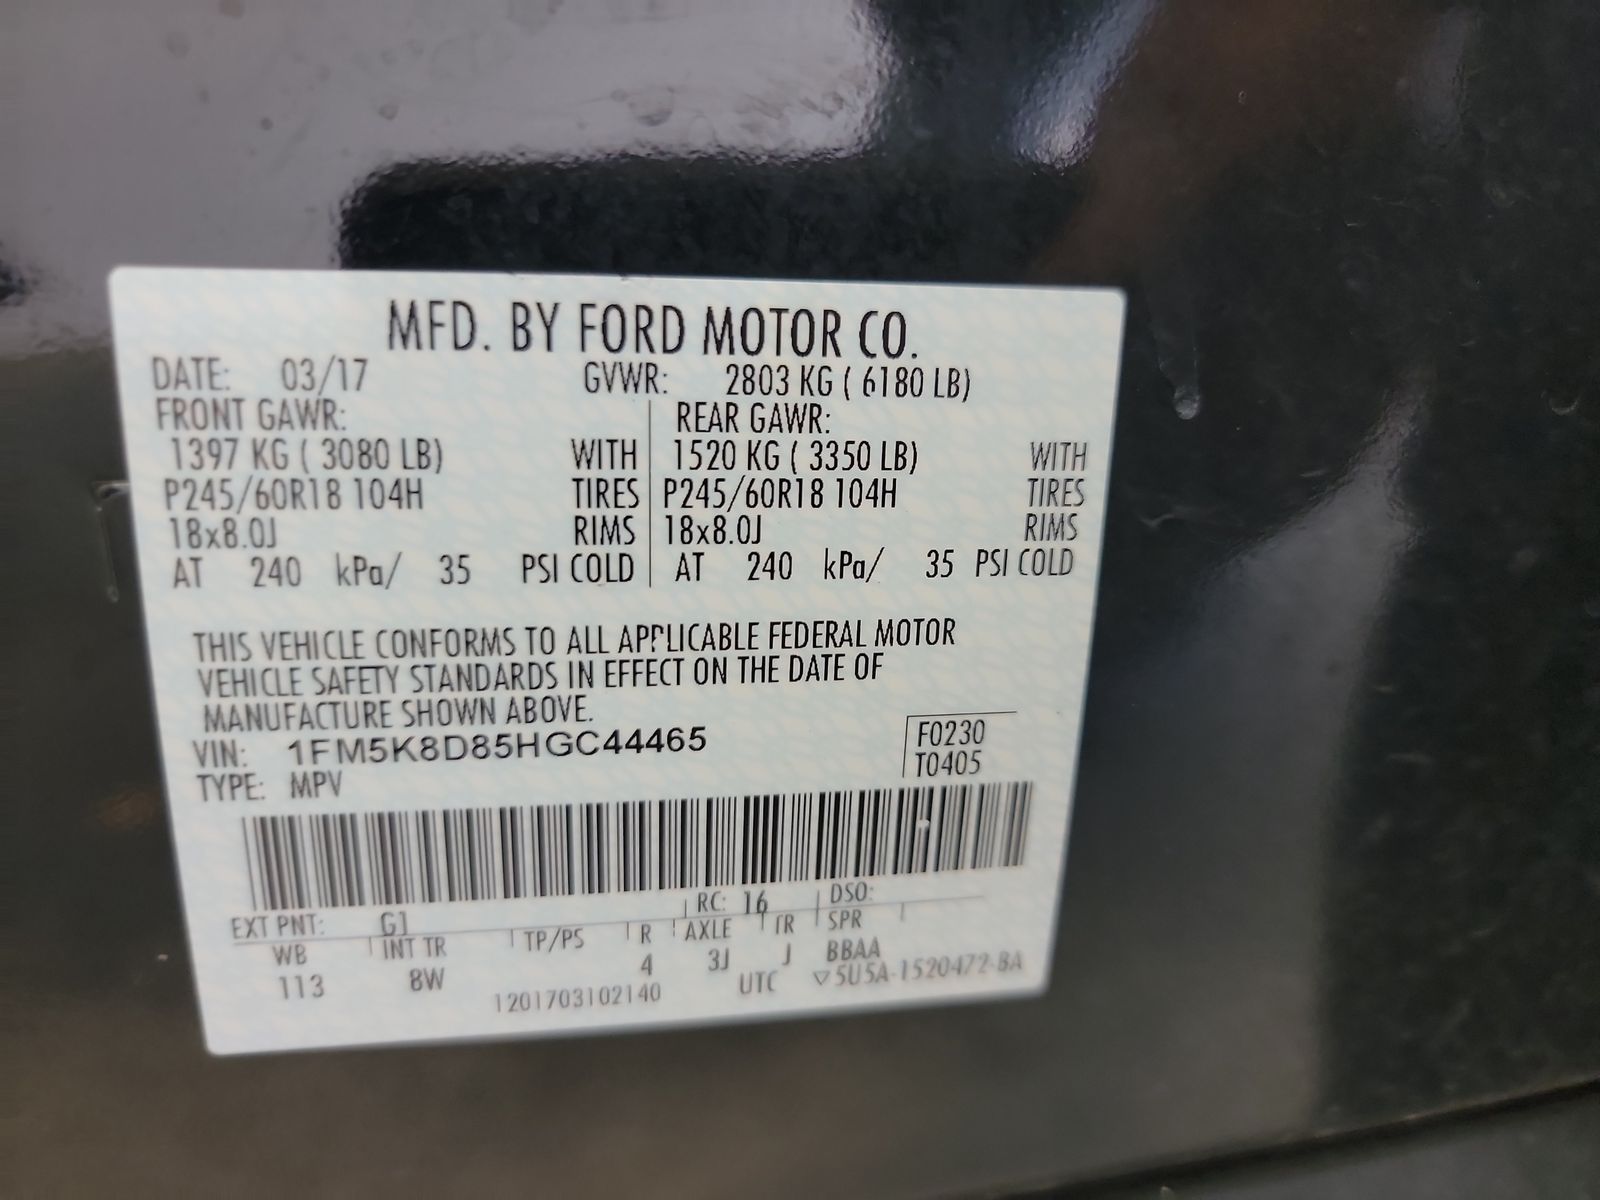 MFD. BY FORD MOTOR CO.
DATE: 03/17 GVWR: 2803 KG ( 6180 LB)
FRONT GAWR: REAR GAWR:
1397 KG ( 3080 LB) WITH 1520 KG ( 3350 LB) WITH
P245/60R18 104H TIRES P245/60R18 104H TIRES
18x8.0J RIMS 18x8.0J RIMS
AT 240 kPa/ 35 PSI COLD AT 240 kPa/ 35 PSI COLD
THIS VEHICLE CONFORMS TO ALL APPLICABLE FEDERAL MOTOR
VEHICLE SAFETY STANDARDS IN EFFECT ON THE DATE OF
MANUFACTURE SHOWN ABOVE.
VIN: 1FM5K8D85HGC44465 F0230
TYPE: MPV T0405
EXT PNT: G1 RC: 16 DSO:
WB INT TR TP/PS R AXLE TR SPR
113 8W 4 3J J BBAA
1201703102140 UTC ▽5U5A-1520472-BA